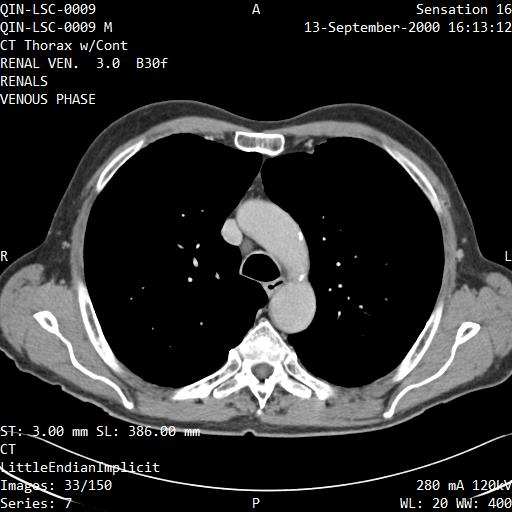 QIN-LSC-0009
QIN-LSC-0009 M
CT Thorax w/Cont
RENAL VEN. 3.0 B30f
RENALS
VENOUS PHASE
A
Sensation 16
13-September-2000 16:13:12
R
L
ST: 3.00 mm SL: 386.00 mm
CT
LittleEndianImplicit
Images: 33/150
Series: 7
P
280 mA 120kV
WL: 20 WW: 400